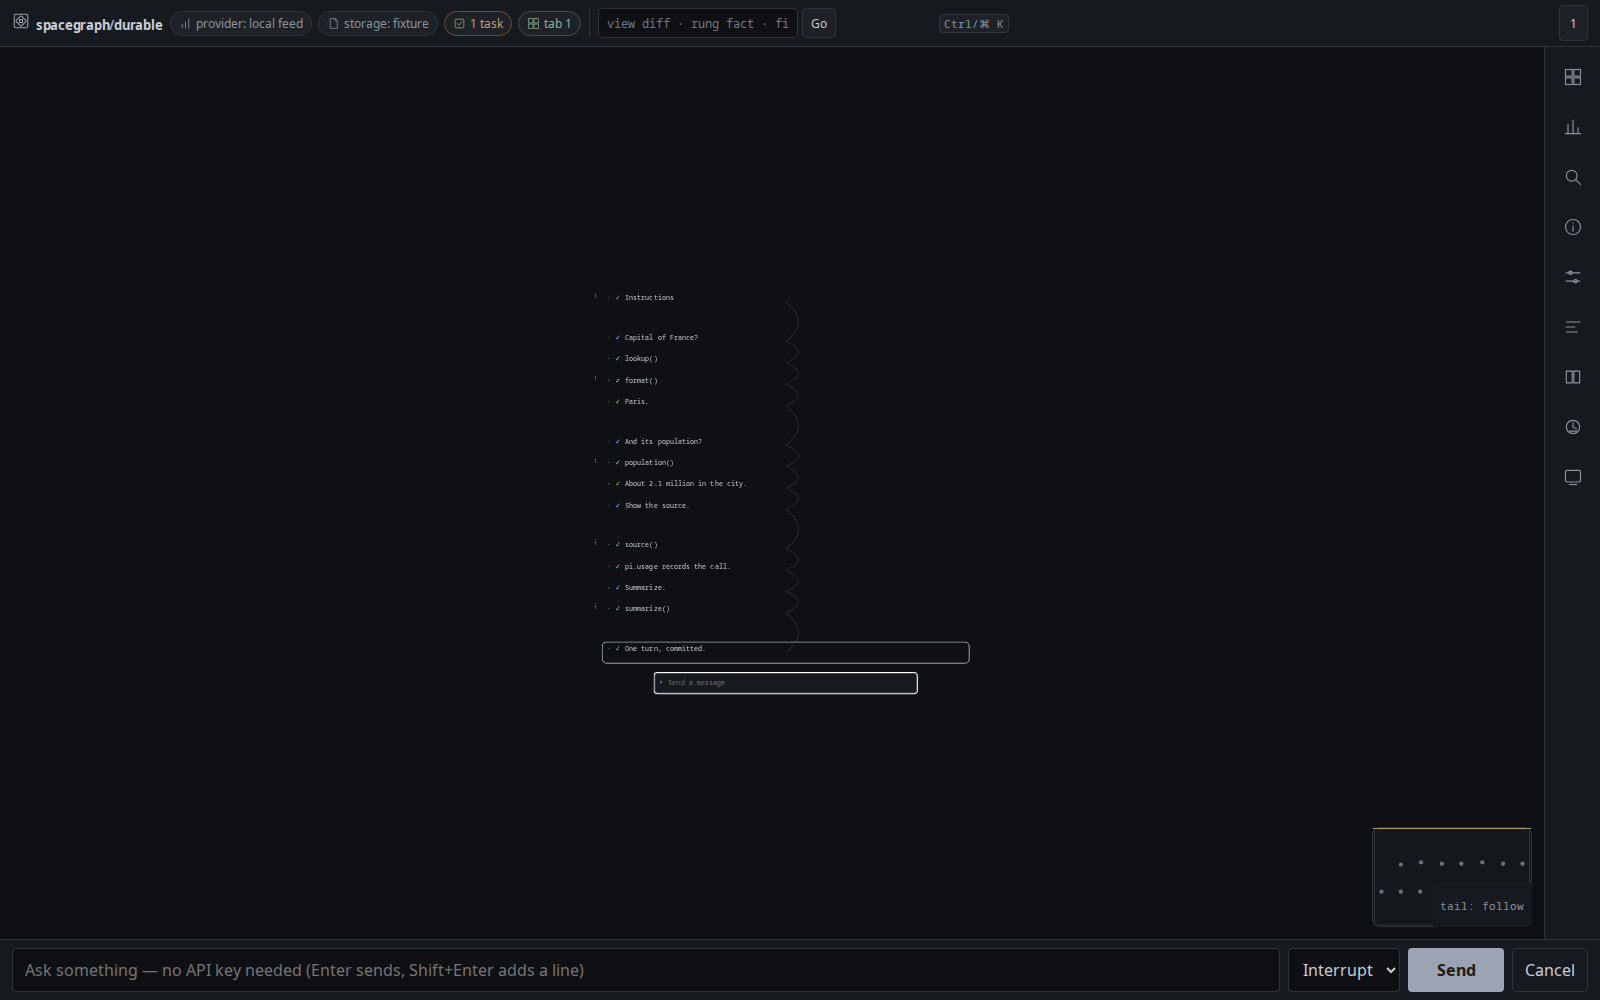 spacegraph/durable
provider: local feed
storage: fixture
1 task
tab 1
view diff · rung fact · fi
Go
Ctrl/⌘ K
1
! · ✓ Instructions
· ✓ Capital of France?
· ✓ lookup()
! · ✓ format()
· ✓ Paris.
· ✓ And its population?
! · ✓ population()
· ✓ About 2.1 million in the city.
· ✓ Show the source.
! · ✓ source()
· ✓ pi.usage records the call.
· ✓ Summarize.
! · ✓ summarize()
· ✓ One turn, committed.
Send a message
tail: follow
Ask something — no API key needed (Enter sends, Shift+Enter adds a line)
Interrupt
Send
Cancel